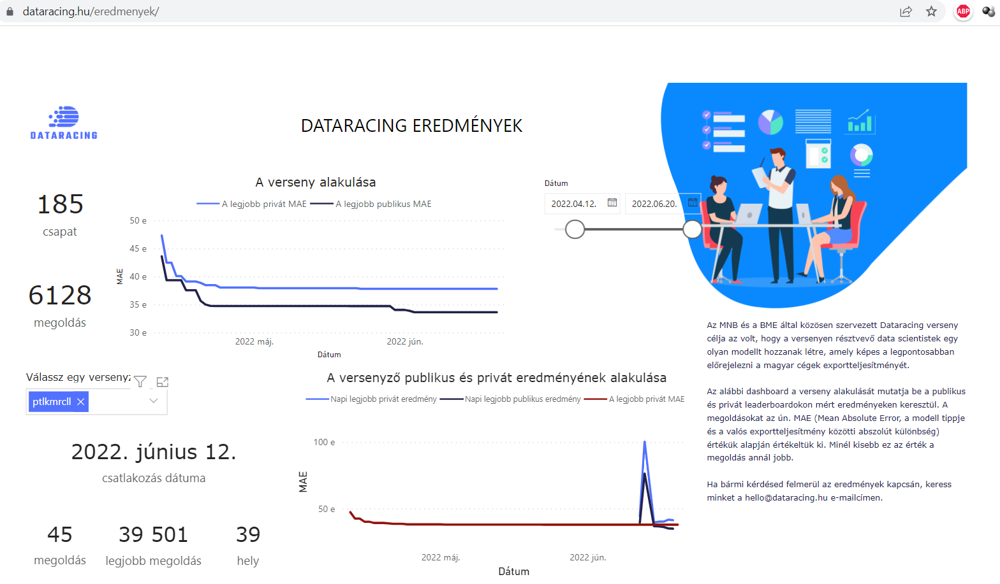 dataracing.hu/eredmenyek/
ABP
DATARACING
DATARACING EREDMÉNYEK
185
csapat
6128
megoldás
A verseny alakulása
A legjobb privát MAE
A legjobb publikus MAE
50 e
45 e
40 e
35 e
30 e
MAE
2022 máj.
2022 jún.
Dátum
Dátum
2022.04.12.
2022.06.20.
Az MNB és a BME által közösen szervezett Dataracing verseny
célja az volt, hogy a versenyen résztvevő data scientistek egy
olyan modellt hozzanak létre, amely képes a legpontosabban
előrejelezni a magyar cégek exportteljesítményét.
Az alábbi dashboard a verseny alakulását mutatja be a publikus
és privát leaderboardokon mért eredményeken keresztül. A
megoldásokat az ún. MAE (Mean Absolute Error, a modell tippje
és a valós exportteljesítmény közötti abszolút különbség)
értékük alapján értékeltük ki. Minél kisebb ez az érték a
megoldás annál jobb.
Ha bármi kérdésed felmerül az eredmények kapcsán, keress
minket a hello@dataracing.hu e-mailcímen.
Válassz egy versenyz
ptlkmrcll
2022. június 12.
csatlakozás dátuma
45
megoldás
39 501
legjobb megoldás
39
hely
A versenyző publikus és privát eredményének alakulása
Napi legjobb privát eredmény
Napi legjobb publikus eredmény
A legjobb privát MAE
100 e
50 e
MAE
2022 máj.
2022 jún.
Dátum